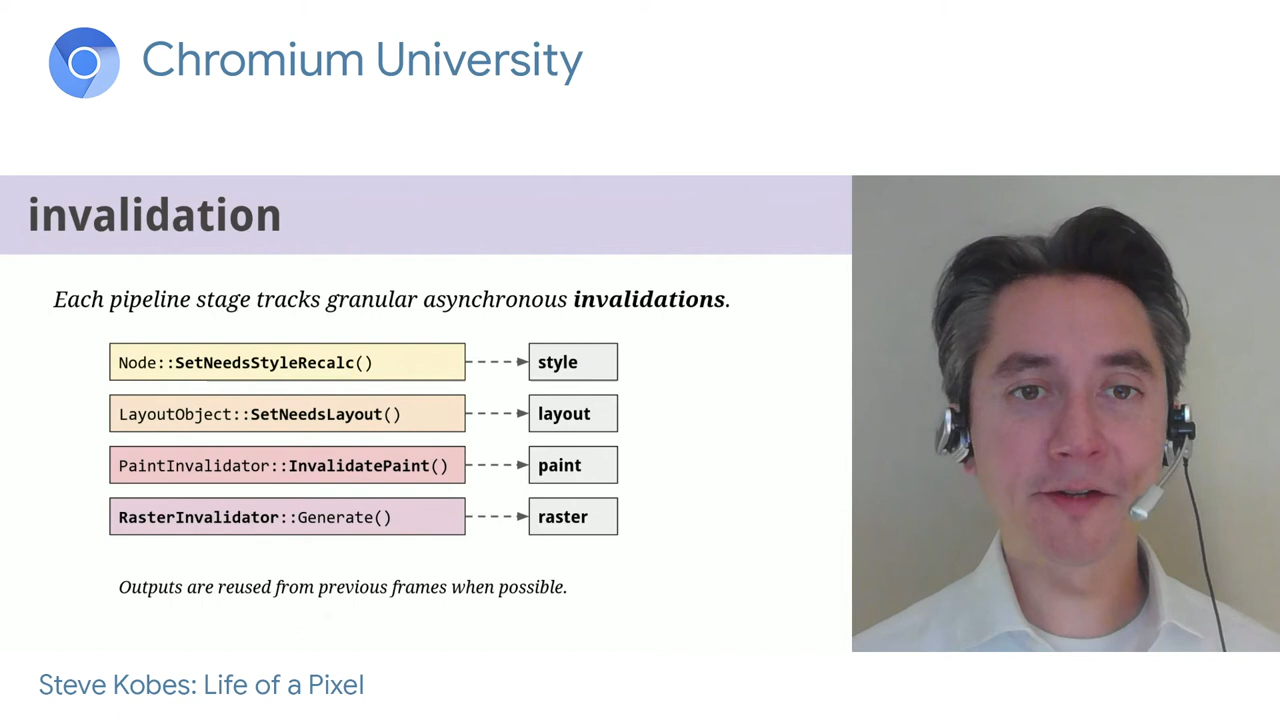 Chromium University
invalidation
Each pipeline stage tracks granular asynchronous invalidations.
Node::SetNeedsStyleRecalc()
style
LayoutObject::SetNeedsLayout()
layout
PaintInvalidator::InvalidatePaint()
paint
RasterInvalidator::Generate()
raster
Outputs are reused from previous frames when possible.
Steve Kobes: Life of a Pixel